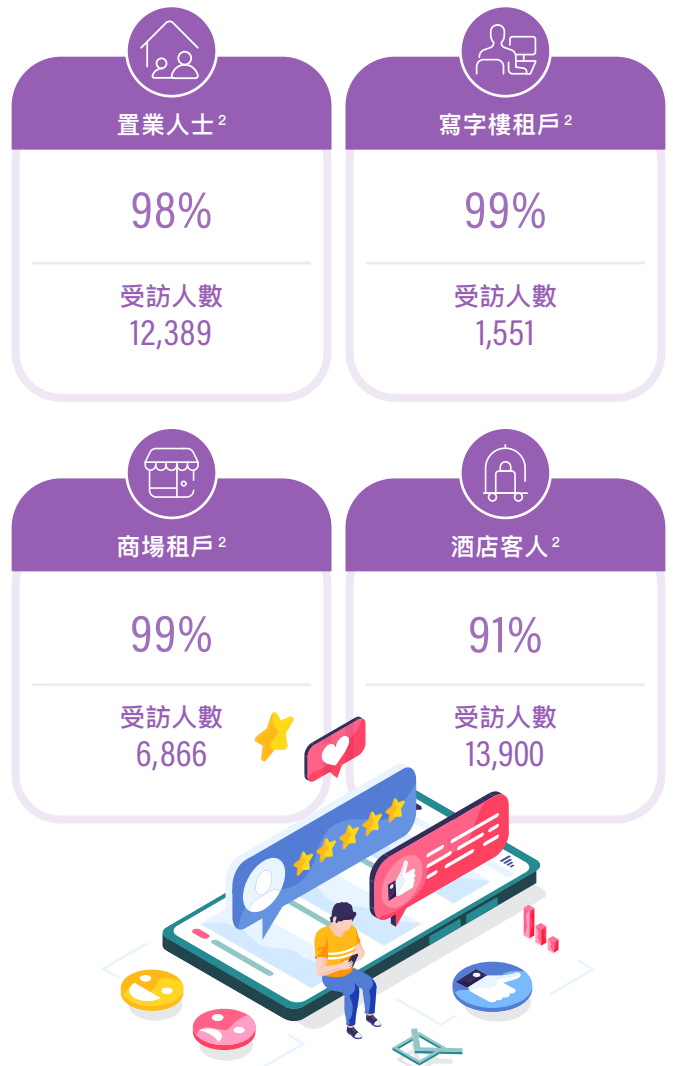 置業人士²
98%
受訪人數
12,389
寫字樓租戶²
99%
受訪人數
1,551
商場租戶²
99%
受訪人數
6,866
酒店客人²
91%
受訪人數
13,900